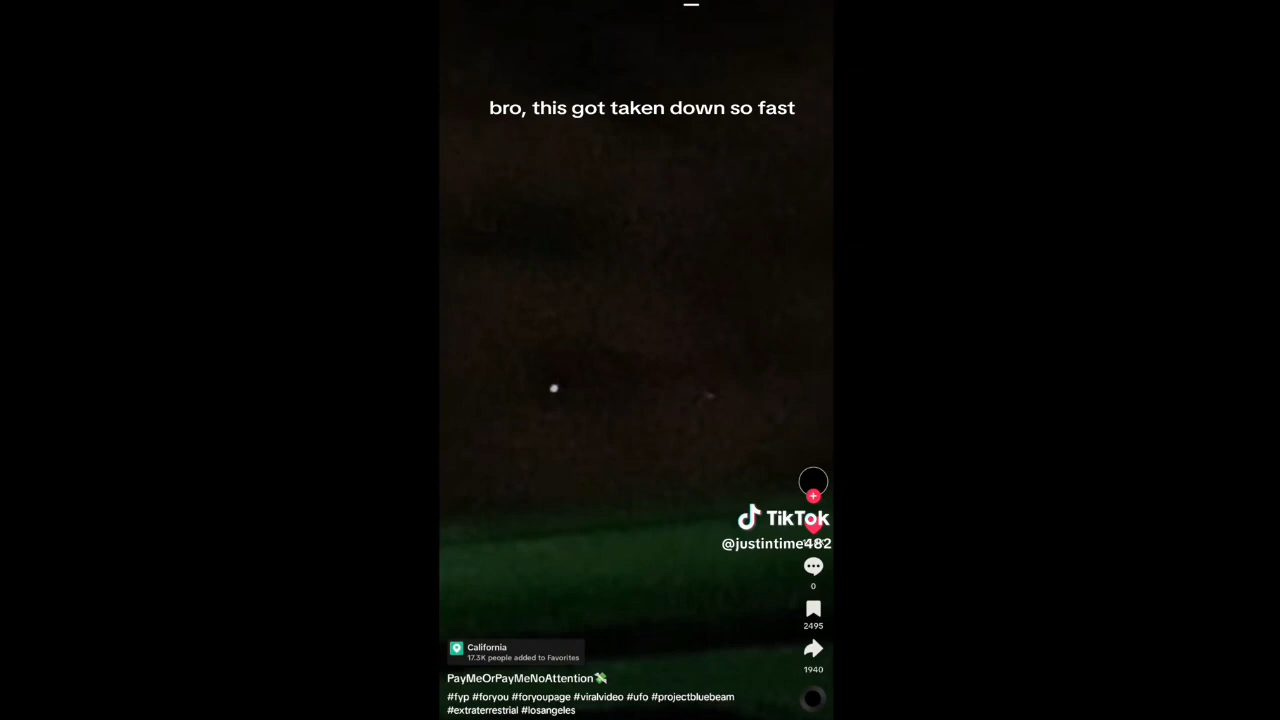 bro, this got taken down so fast
TikTok
@justintime482
0
2495
California
17.3K people added to Favorites
1940
PayMeOrPayMeNoAttention💸
#fyp #foryou #foryoupage #viralvideo #ufo #projectbluebeam
#extraterrestrial #losangeles